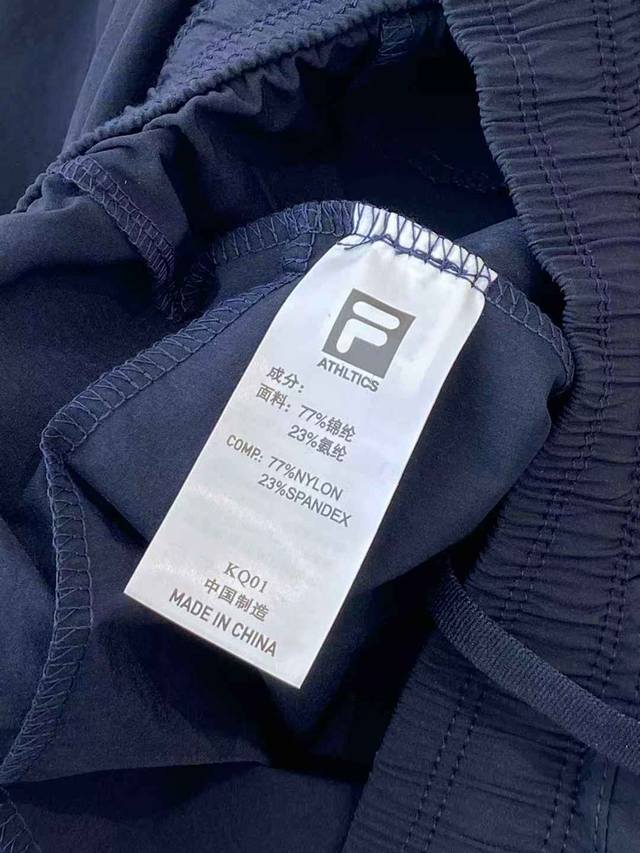 F
ATHLTICS
成分：
面料：77%锦纶
23%氨纶
COMP.: 77%NYLON
23%SPANDEX
KQ01
中国制造
MADE IN CHINA